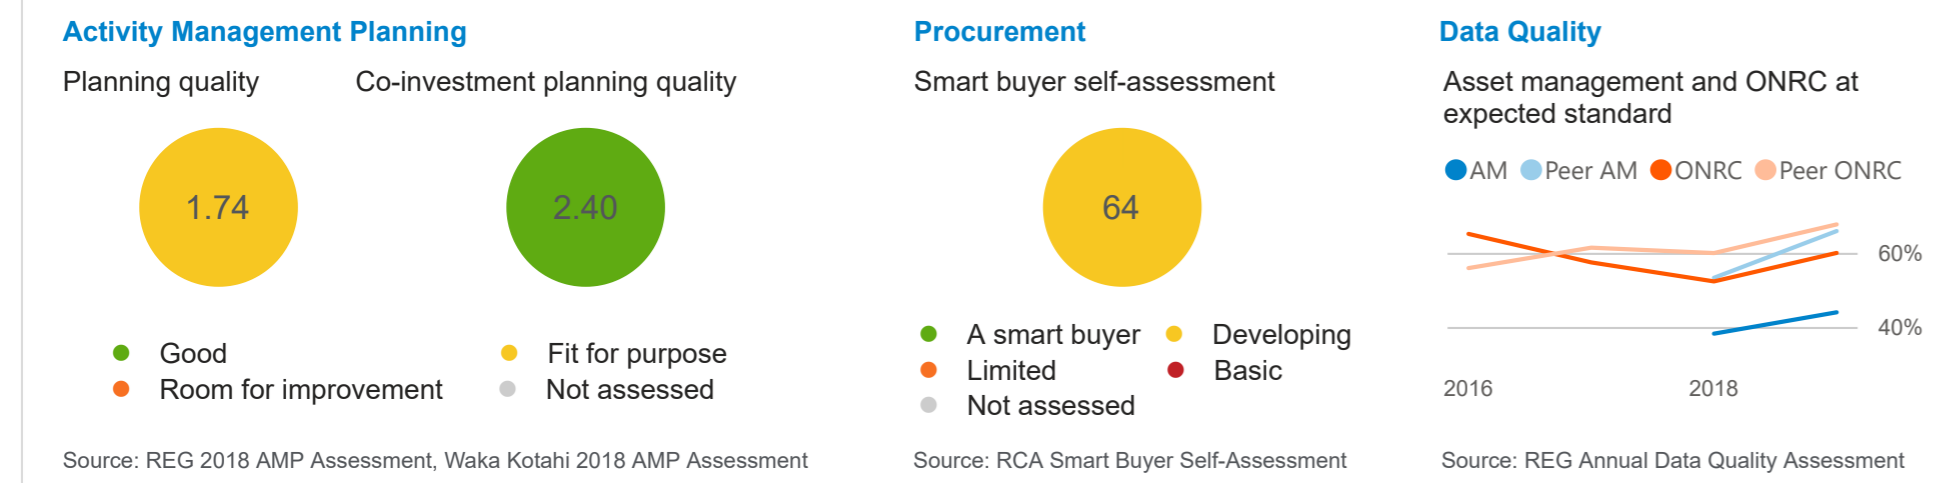 Activity Management Planning
Planning quality
Co-investment planning quality
1.74
2.40
Good
Fit for purpose
Room for improvement
Not assessed
Source: REG 2018 AMP Assessment, Waka Kotahi 2018 AMP Assessment
Procurement
Smart buyer self-assessment
64
A smart buyer
Developing
Limited
Basic
Not assessed
Source: RCA Smart Buyer Self-Assessment
Data Quality
Asset management and ONRC at
expected standard
AM Peer AM ONRC Peer ONRC
60%
40%
2016
2018
Source: REG Annual Data Quality Assessment